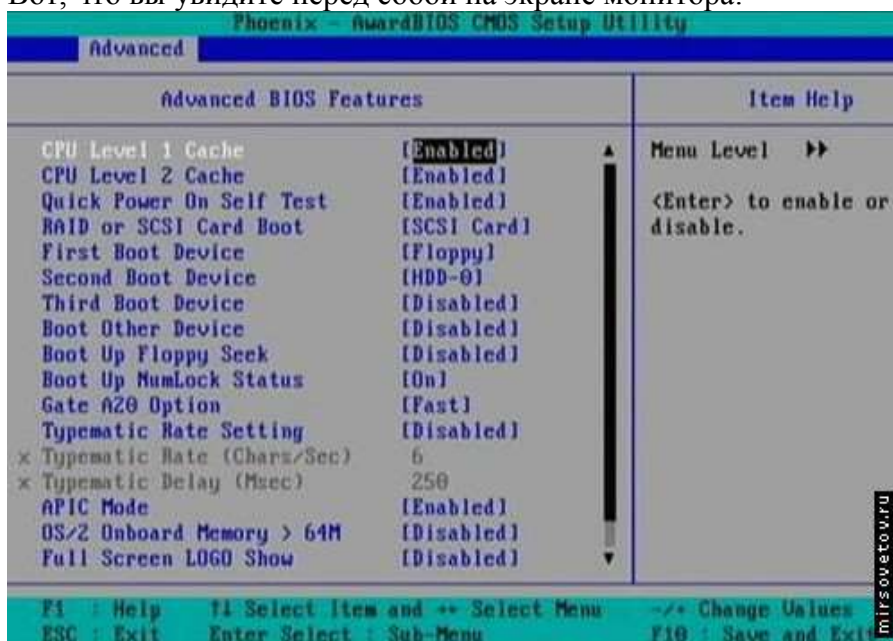 Вот, что вы увидите перед собой на экране монитора:
Phoenix - AwardBIOS CMOS Setup Utility
Advanced
Advanced BIOS Features
Item Help
CPU Level 1 Cache [Enabled]
CPU Level 2 Cache [Enabled]
Quick Power On Self Test [Enabled]
RAID or SCSI Card Boot [SCSI Card]
First Boot Device [Floppy]
Second Boot Device [HDD-0]
Third Boot Device [Disabled]
Boot Other Device [Disabled]
Boot Up Floppy Seek [Disabled]
Boot Up NumLock Status [On]
Gate A20 Option [Fast]
Typematic Rate Setting [Disabled]
x Typematic Rate (Chars/Sec) 6
x Typematic Delay (Msec) 250
APIC Mode [Enabled]
OS/2 Onboard Memory > 64M [Disabled]
Full Screen LOGO Show [Disabled]
Menu Level ►►
<Enter> to enable or
disable.
F1 : Help ↑↓ Select Item and ↔ Select Menu -/+ Change Values
ESC : Exit Enter Select : Sub-Menu F10 : Save and Exit
mirsovetov.ru